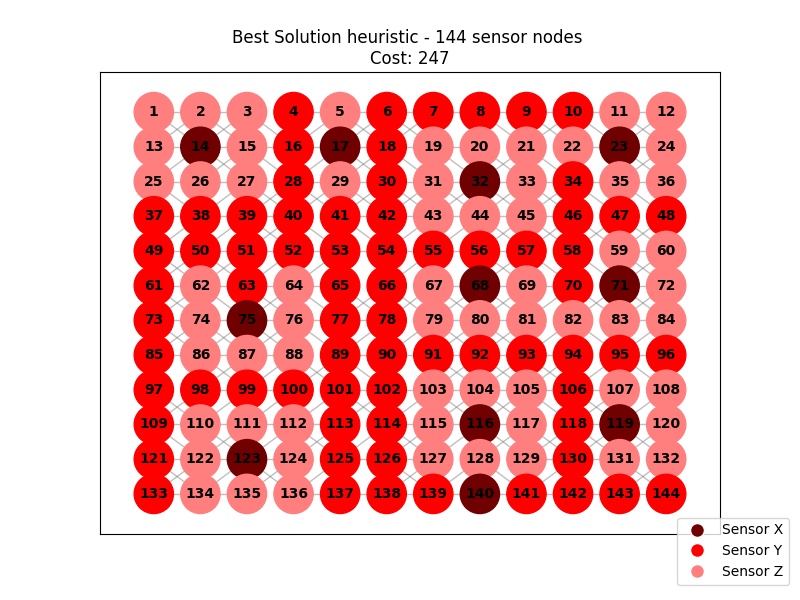 Best Solution heuristic - 144 sensor nodes
Cost: 247
1 2 3 4 5 6 7 8 9 10 11 12
13 14 15 16 17 18 19 20 21 22 23 24
25 26 27 28 29 30 31 32 33 34 35 36
37 38 39 40 41 42 43 44 45 46 47 48
49 50 51 52 53 54 55 56 57 58 59 60
61 62 63 64 65 66 67 68 69 70 71 72
73 74 75 76 77 78 79 80 81 82 83 84
85 86 87 88 89 90 91 92 93 94 95 96
97 98 99 100 101 102 103 104 105 106 107 108
109 110 111 112 113 114 115 116 117 118 119 120
121 122 123 124 125 126 127 128 129 130 131 132
133 134 135 136 137 138 139 140 141 142 143 144
Sensor X
Sensor Y
Sensor Z